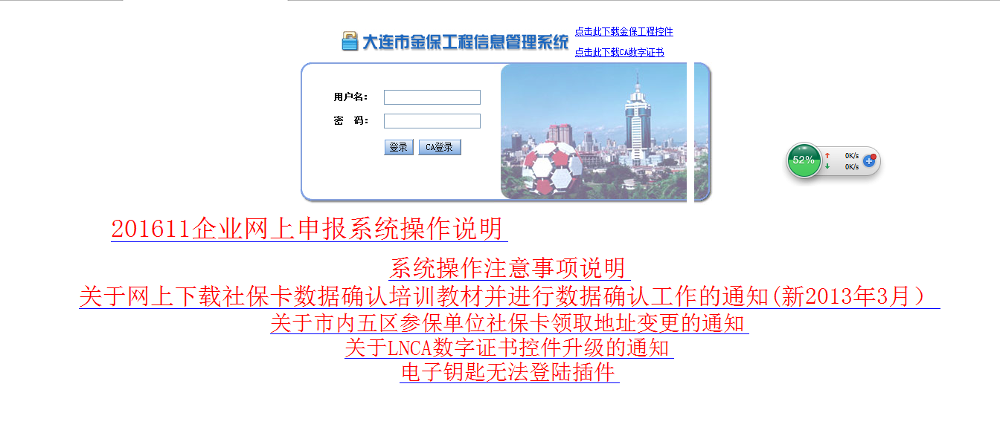 大连市金保工程信息管理系统
点击此下载金保工程控件
点击此下载CA数字证书
用户名：
密 码：
登录 CA登录
52%
0K/s
0K/s
201611企业网上申报系统操作说明
系统操作注意事项说明
关于网上下载社保卡数据确认培训教材并进行数据确认工作的通知(新2013年3月）
关于市内五区参保单位社保卡领取地址变更的通知
关于LNCA数字证书控件升级的通知
电子钥匙无法登陆插件